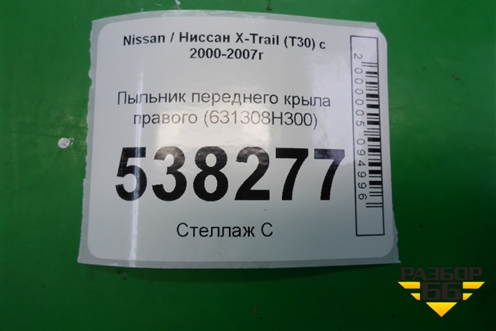 Nissan / Ниссан X-Trail (T30) с
2000-2007г
Пыльник переднего крыла
правого (631308H300)
538277
Стеллаж С
2000005094996
РАЗБОР
66